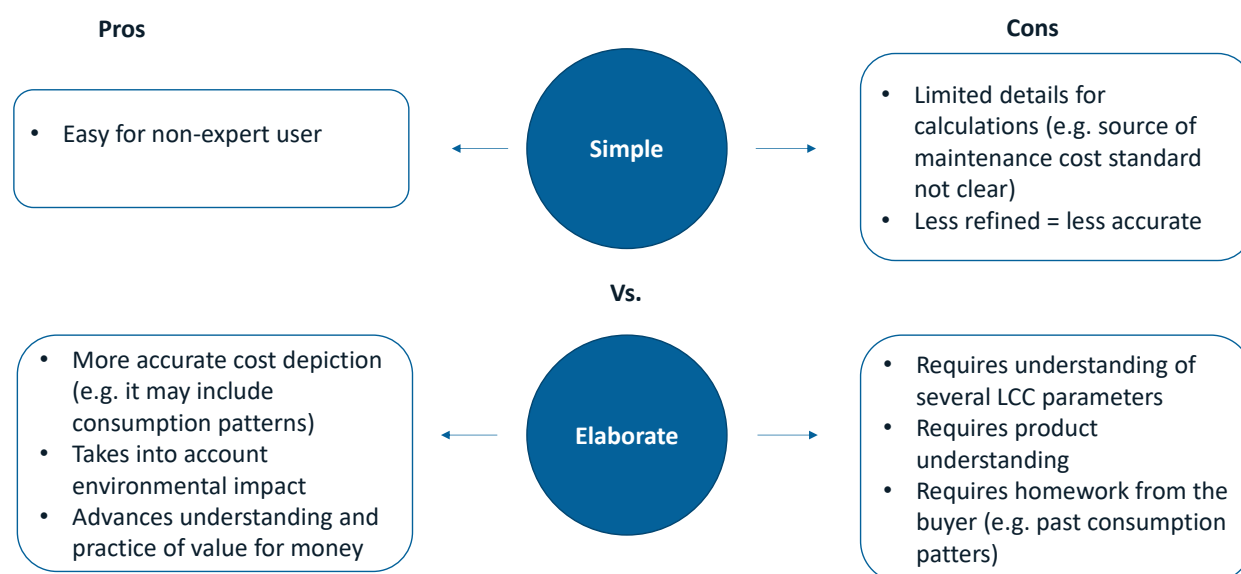 Pros
Cons
• Easy for non-expert user
Simple
• Limited details for
calculations (e.g. source of
maintenance cost standard
not clear)
• Less refined = less accurate
Vs.
• More accurate cost depiction
(e.g. it may include
consumption patterns)
• Takes into account
environmental impact
• Advances understanding and
practice of value for money
Elaborate
• Requires understanding of
several LCC parameters
• Requires product
understanding
• Requires homework from the
buyer (e.g. past consumption
patters)